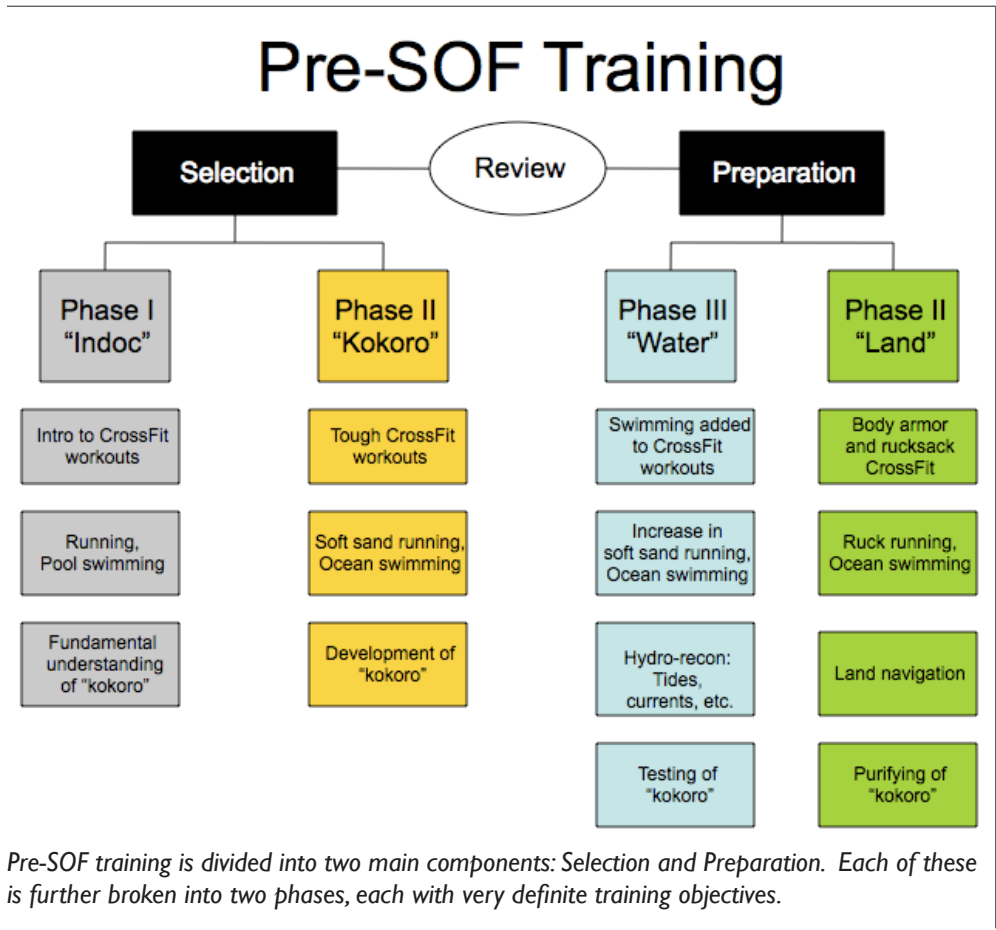 Pre-SOF Training
Selection
Review
Preparation
Phase I
“Indoc”
Phase II
“Kokoro”
Phase III
“Water”
Phase II
“Land”
Intro to CrossFit
workouts
Tough CrossFit
workouts
Swimming added
to CrossFit
workouts
Body armor
and rucksack
CrossFit
Running,
Pool swimming
Soft sand running,
Ocean swimming
Increase in
soft sand running,
Ocean swimming
Ruck running,
Ocean swimming
Fundamental
understanding
of “kokoro”
Development of
“kokoro”
Hydro-recon:
Tides,
currents, etc.
Land navigation
Testing of
“kokoro”
Purifying of
“kokoro”
Pre-SOF training is divided into two main components: Selection and Preparation. Each of these
is further broken into two phases, each with very definite training objectives.